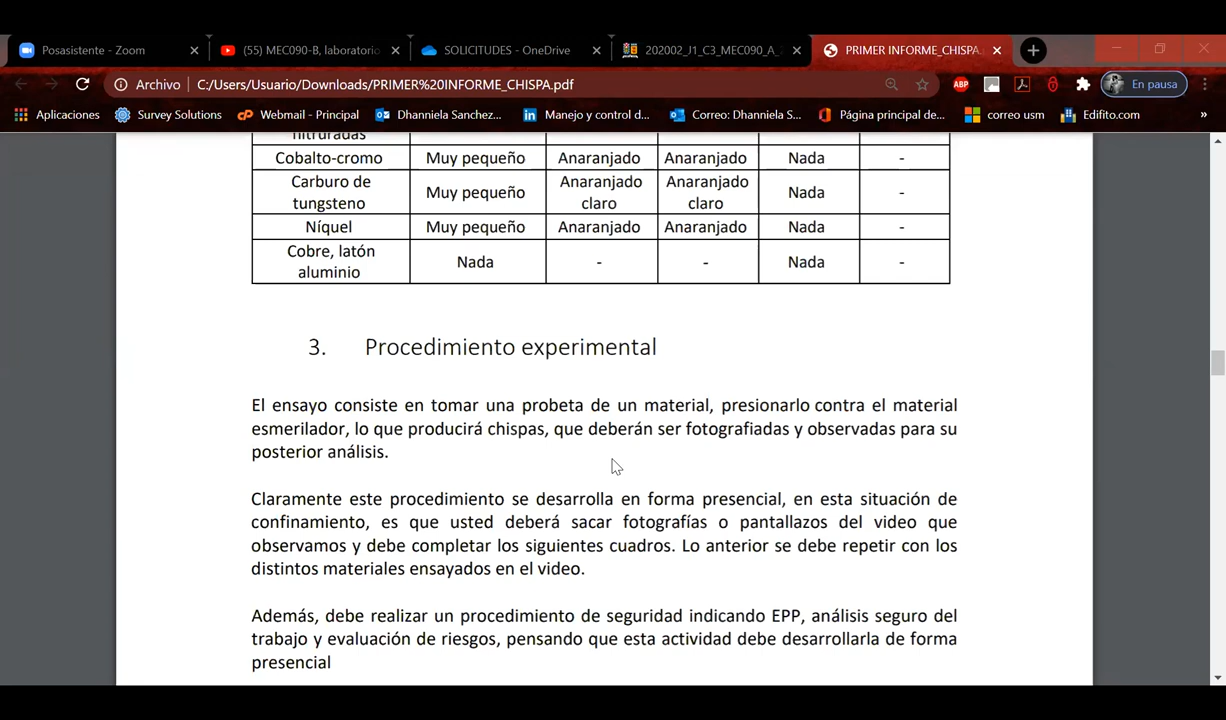 Posasistente - Zoom
(55) MEC090-B, laboratorio
SOLICITUDES - OneDrive
202002_J1_C3_MEC090_A_
PRIMER INFORME_CHISPA.
Archivo
C:/Users/Usuario/Downloads/PRIMER%20INFORME_CHISPA.pdf
ABP
En pausa
Aplicaciones
Survey Solutions
Webmail - Principal
Dhanniela Sanchez...
Manejo y control d...
Correo: Dhanniela S...
Página principal de...
correo usm
Edifito.com
»
nitruradas
Cobalto-cromo Muy pequeño Anaranjado Anaranjado Nada -
Carburo de
tungsteno
Muy pequeño
Anaranjado
claro
Anaranjado
claro
Nada -
Níquel Muy pequeño Anaranjado Anaranjado Nada -
Cobre, latón
aluminio
Nada - - Nada -
3. Procedimiento experimental
El ensayo consiste en tomar una probeta de un material, presionarlo contra el material
esmerilador, lo que producirá chispas, que deberán ser fotografiadas y observadas para su
posterior análisis.
Claramente este procedimiento se desarrolla en forma presencial, en esta situación de
confinamiento, es que usted deberá sacar fotografías o pantallazos del video que
observamos y debe completar los siguientes cuadros. Lo anterior se debe repetir con los
distintos materiales ensayados en el video.
Además, debe realizar un procedimiento de seguridad indicando EPP, análisis seguro del
trabajo y evaluación de riesgos, pensando que esta actividad debe desarrollarla de forma
presencial